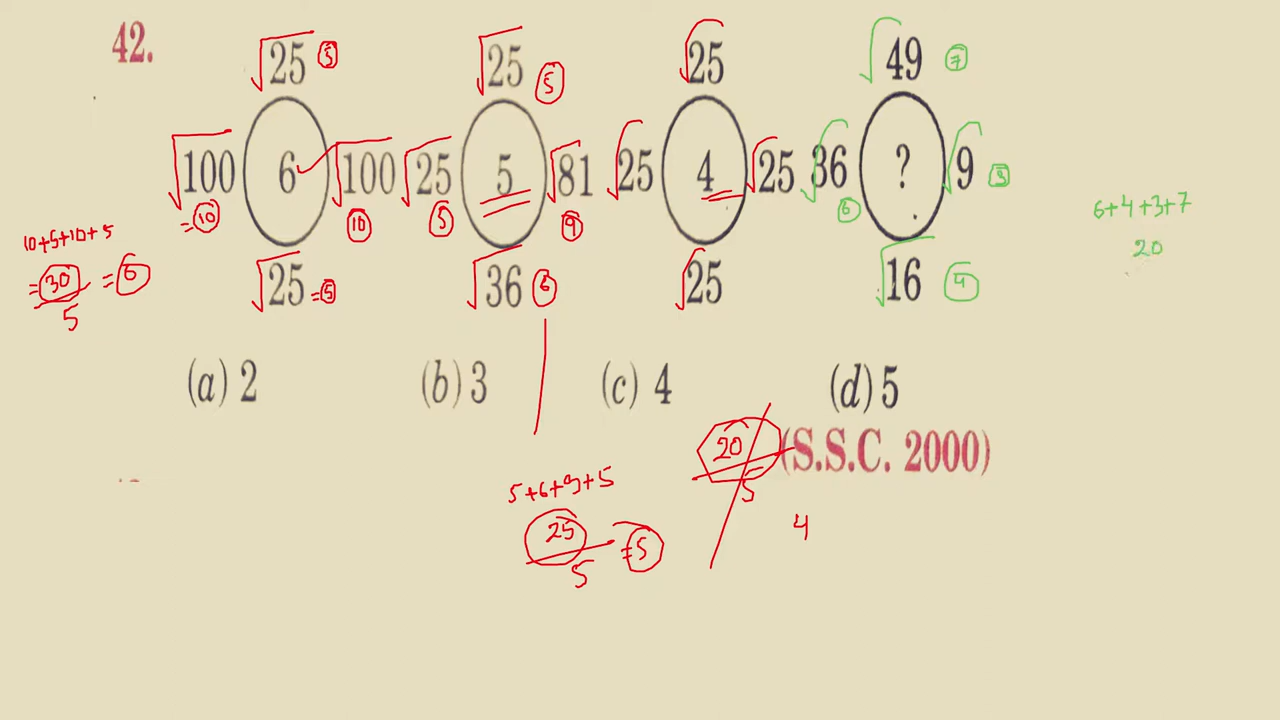 42.
√25 5 √25 5 √25 √49 7
√100 6 √100 √25 5 √81 √25 4 √25 √36 ? √9 3
=10 10 5 9 6
10+5+10+5
=30/5 =6
√25 =5 √36 6 √25 √16 4
6+4+3+7
20
(a) 2 (b) 3 (c) 4 (d) 5
(S.S.C. 2000)
20/5
4
5+6+9+5
25/5 =5